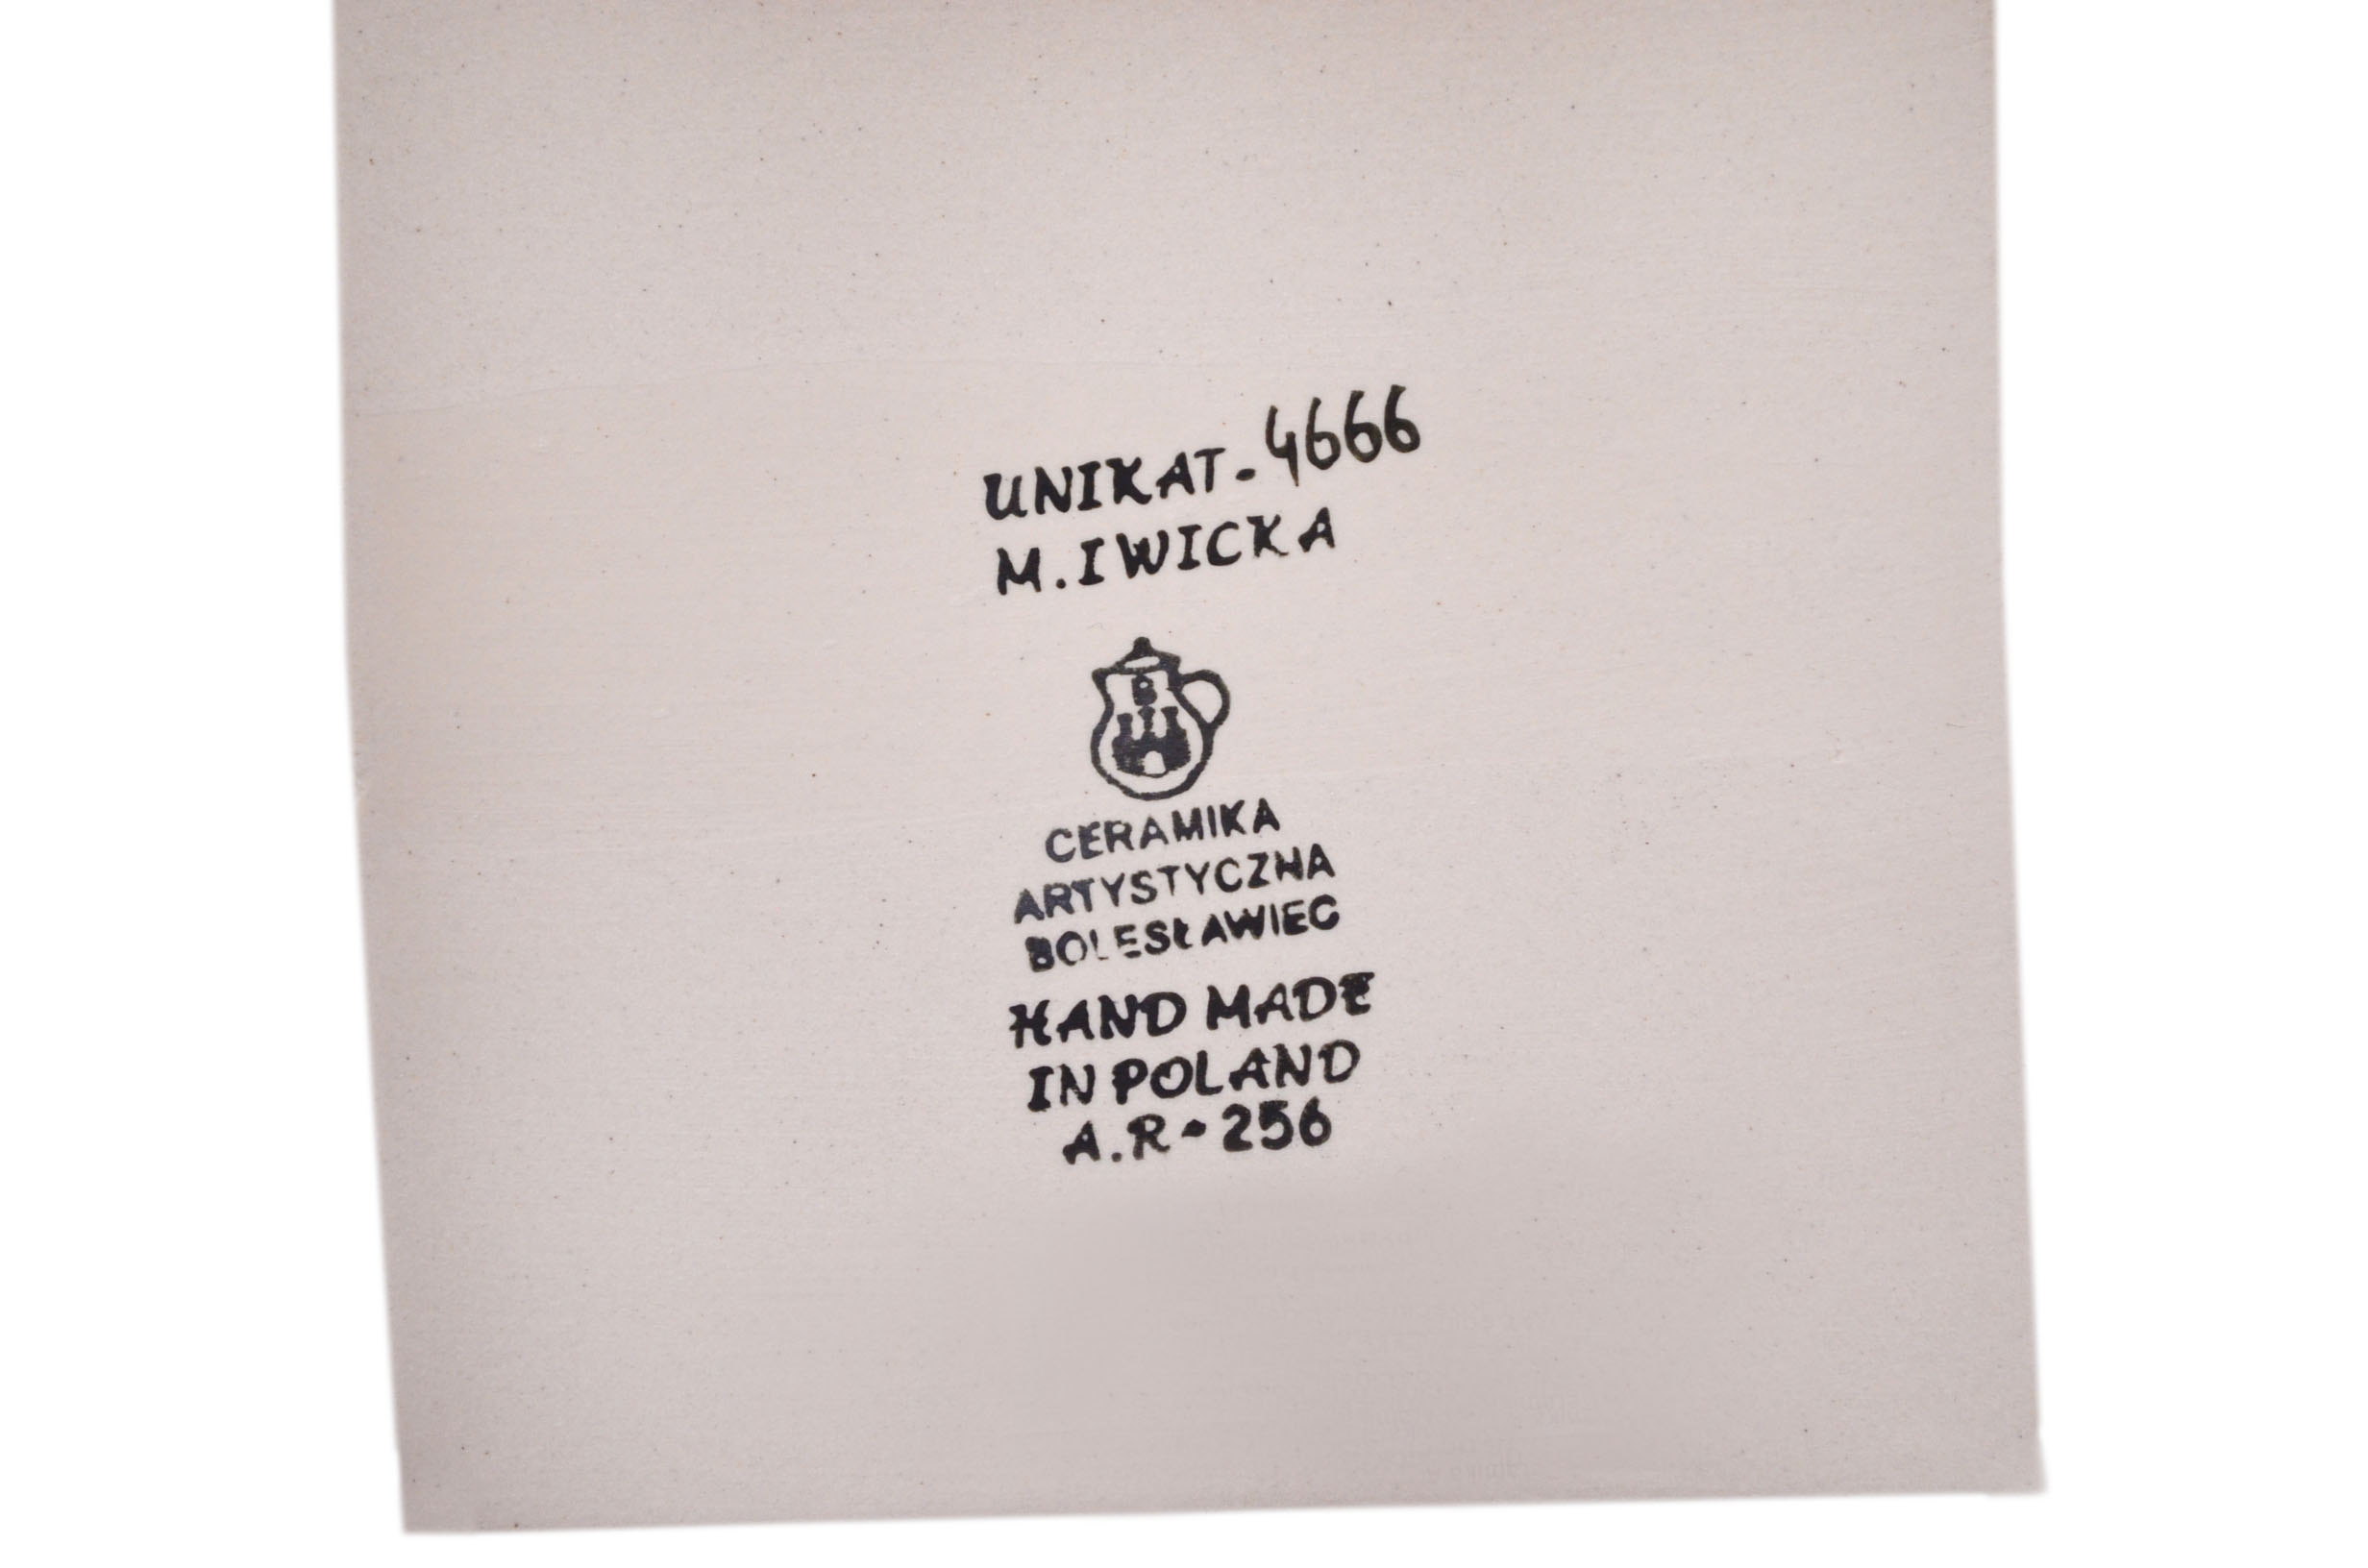 UNIKAT-4666
M.IWICKA
CERAMIKA
ARTYSTYCZNA
BOLESŁAWIEC
HAND MADE
IN POLAND
A.R-256